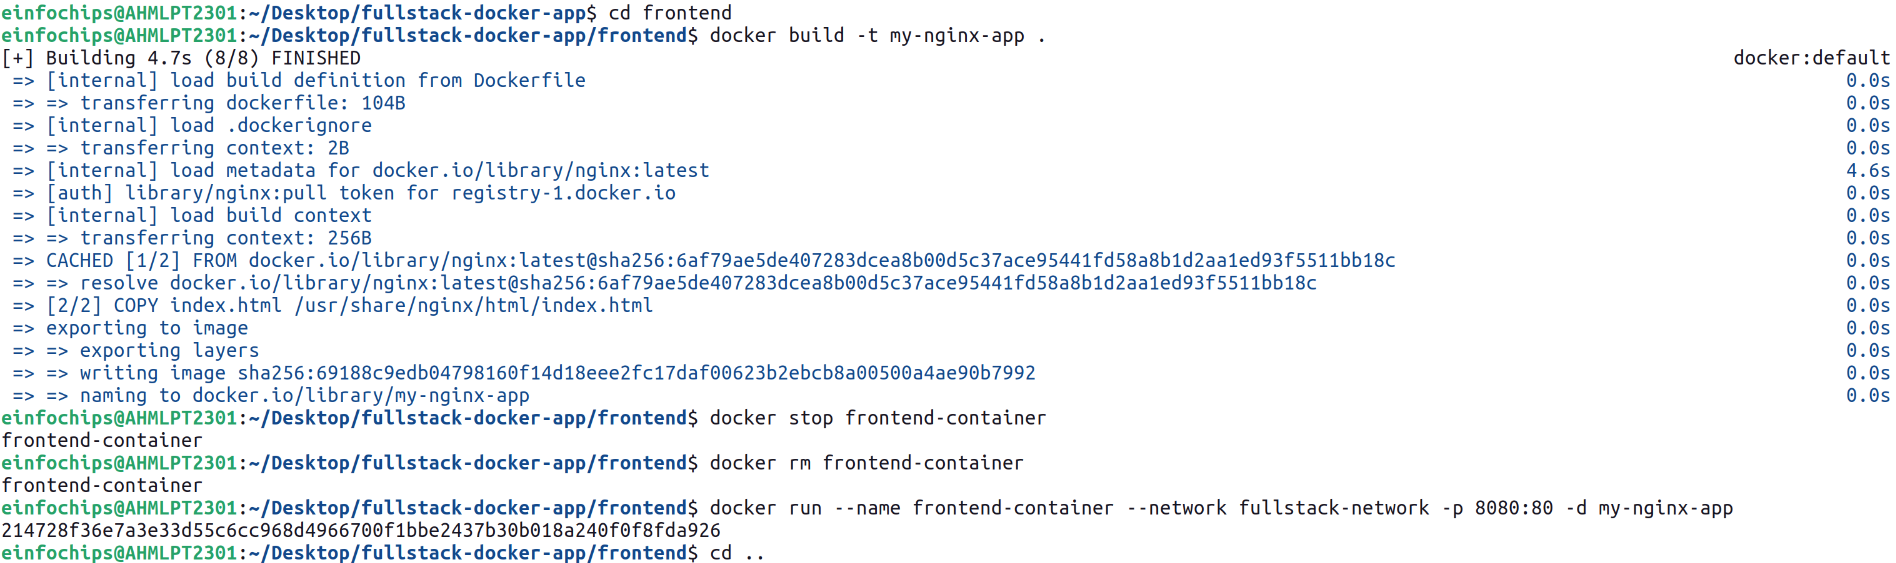 einfochips@AHMLPT2301:~/Desktop/fullstack-docker-app$ cd frontend
einfochips@AHMLPT2301:~/Desktop/fullstack-docker-app/frontend$ docker build -t my-nginx-app .
[+] Building 4.7s (8/8) FINISHED docker:default
=> [internal] load build definition from Dockerfile 0.0s
=> => transferring dockerfile: 104B 0.0s
=> [internal] load .dockerignore 0.0s
=> => transferring context: 2B 0.0s
=> [internal] load metadata for docker.io/library/nginx:latest 4.6s
=> [auth] library/nginx:pull token for registry-1.docker.io 0.0s
=> [internal] load build context 0.0s
=> => transferring context: 256B 0.0s
=> CACHED [1/2] FROM docker.io/library/nginx:latest@sha256:6af79ae5de407283dcea8b00d5c37ace95441fd58a8b1d2aa1ed93f5511bb18c 0.0s
=> => resolve docker.io/library/nginx:latest@sha256:6af79ae5de407283dcea8b00d5c37ace95441fd58a8b1d2aa1ed93f5511bb18c 0.0s
=> [2/2] COPY index.html /usr/share/nginx/html/index.html 0.0s
=> exporting to image 0.0s
=> => exporting layers 0.0s
=> => writing image sha256:69188c9edb04798160f14d18eee2fc17daf00623b2ebcb8a00500a4ae90b7992 0.0s
=> => naming to docker.io/library/my-nginx-app 0.0s
einfochips@AHMLPT2301:~/Desktop/fullstack-docker-app/frontend$ docker stop frontend-container
frontend-container
einfochips@AHMLPT2301:~/Desktop/fullstack-docker-app/frontend$ docker rm frontend-container
frontend-container
einfochips@AHMLPT2301:~/Desktop/fullstack-docker-app/frontend$ docker run --name frontend-container --network fullstack-network -p 8080:80 -d my-nginx-app
214728f36e7a3e33d55c6cc968d4966700f1bbe2437b30b018a240f0f8fda926
einfochips@AHMLPT2301:~/Desktop/fullstack-docker-app/frontend$ cd ..